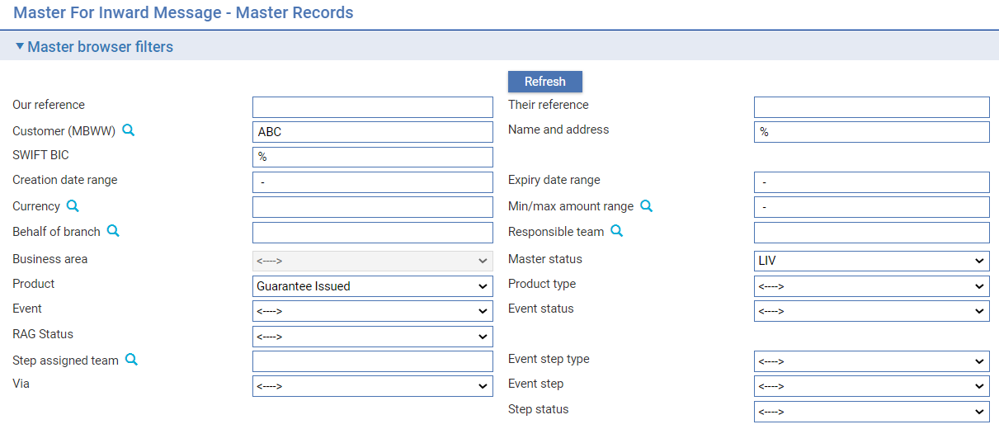 Master For Inward Message - Master Records
Master browser filters
Refresh
Our reference
Their reference
Customer (MBWW) ABC
Name and address %
SWIFT BIC %
Creation date range -
Expiry date range -
Currency
Min/max amount range -
Behalf of branch
Responsible team
Business area <---->
Master status LIV
Product Guarantee Issued
Product type <---->
Event <---->
Event status <---->
RAG Status <---->
Step assigned team
Event step type <---->
Via <---->
Event step <---->
Step status <---->